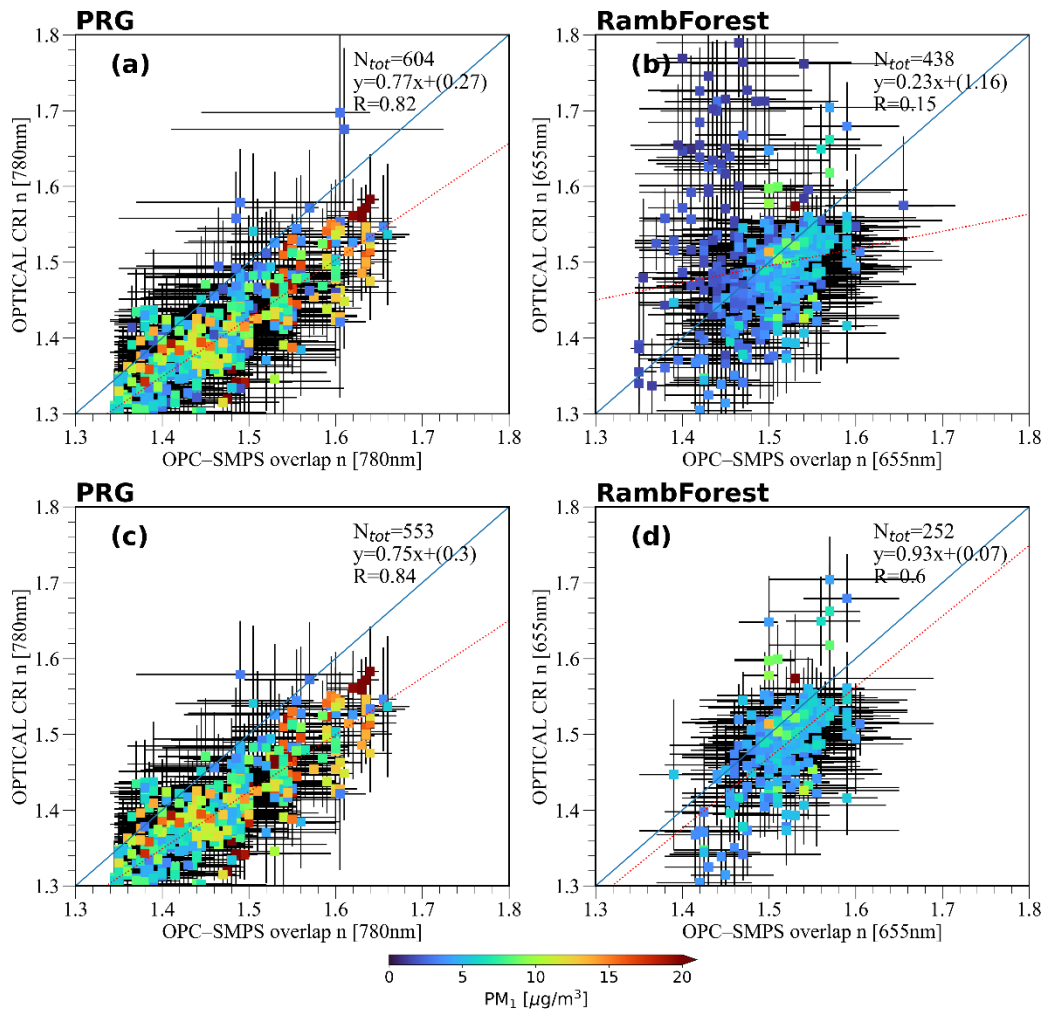 PRG
RambForest
(a)
N_tot=604
y=0.77x+(0.27)
R=0.82
1.8
1.7
1.6
1.5
1.4
1.3
OPTICAL CRI n [780nm]
1.3 1.4 1.5 1.6 1.7 1.8
OPC–SMPS overlap n [780nm]
(b)
N_tot=438
y=0.23x+(1.16)
R=0.15
1.8
1.7
1.6
1.5
1.4
1.3
OPTICAL CRI n [655nm]
1.3 1.4 1.5 1.6 1.7 1.8
OPC–SMPS overlap n [655nm]
PRG
RambForest
(c)
N_tot=553
y=0.75x+(0.3)
R=0.84
1.8
1.7
1.6
1.5
1.4
1.3
OPTICAL CRI n [780nm]
1.3 1.4 1.5 1.6 1.7 1.8
OPC–SMPS overlap n [780nm]
(d)
N_tot=252
y=0.93x+(0.07)
R=0.6
1.8
1.7
1.6
1.5
1.4
1.3
OPTICAL CRI n [655nm]
1.3 1.4 1.5 1.6 1.7 1.8
OPC–SMPS overlap n [655nm]
0 5 10 15 20
PM₁ [μg/m³]